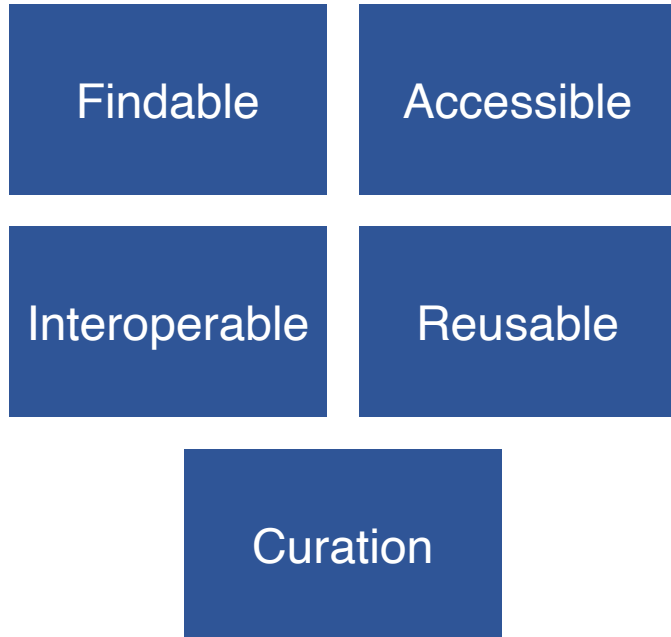 Findable
Accessible
Interoperable
Reusable
Curation